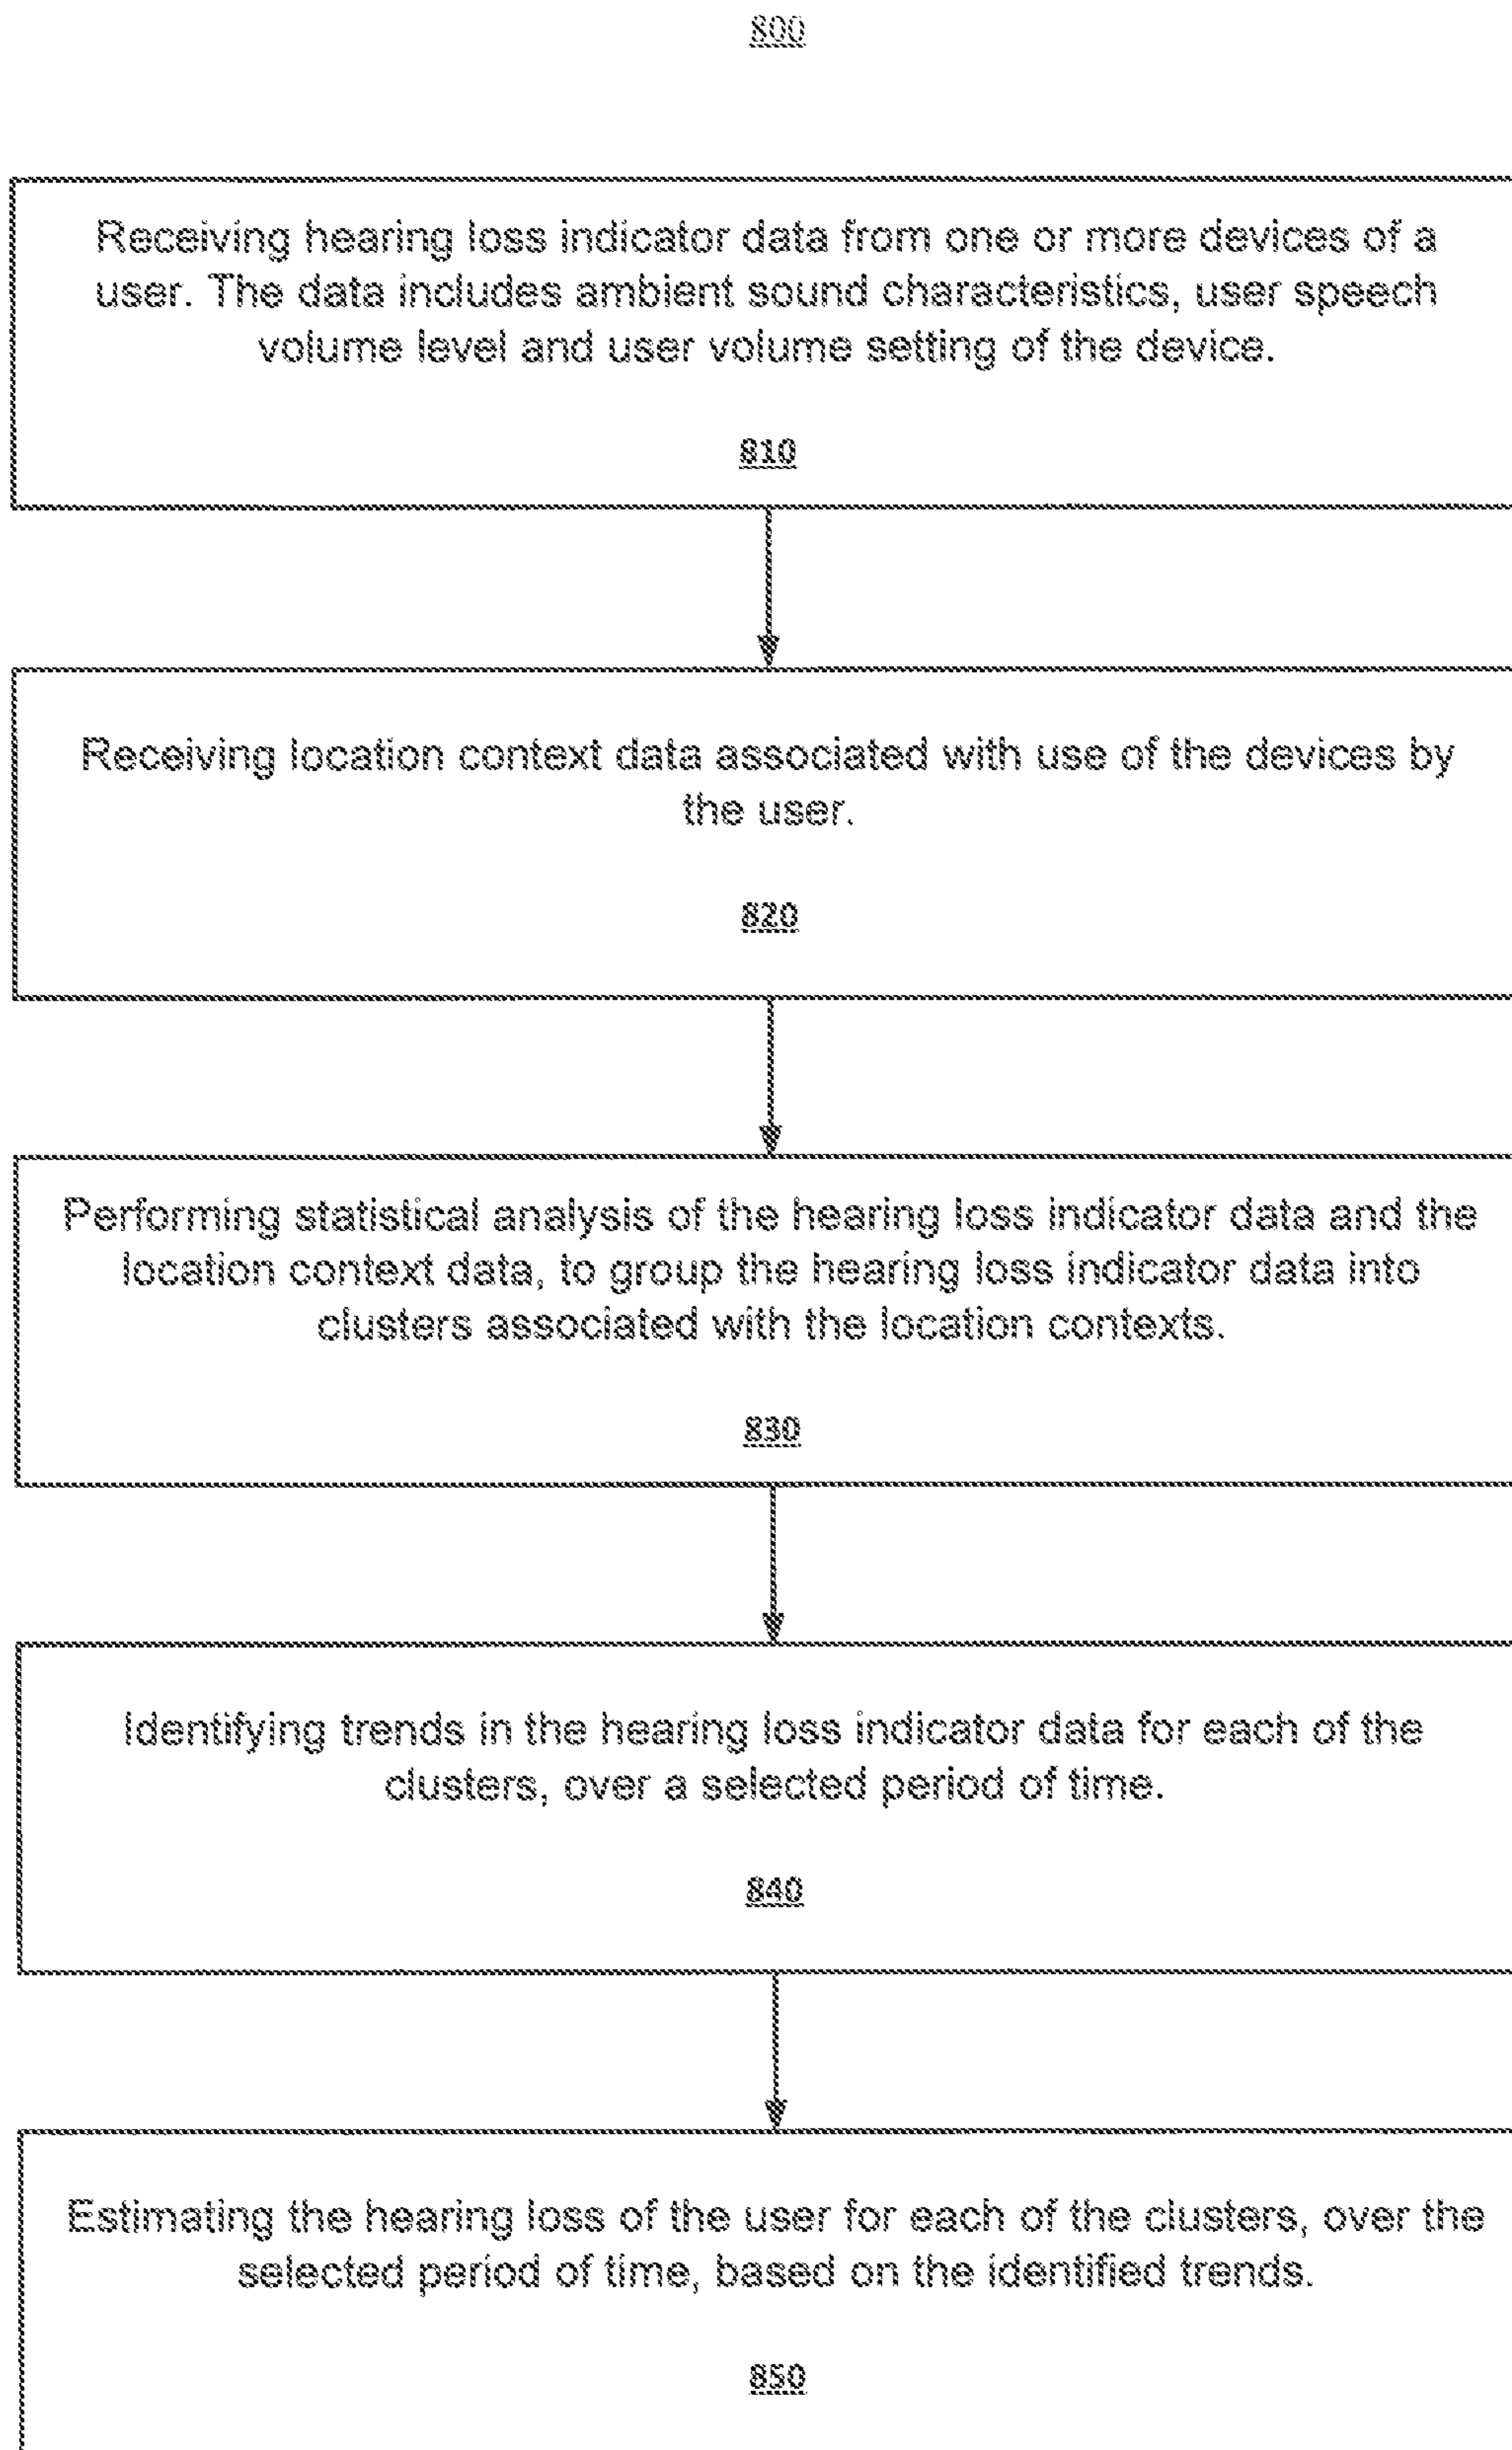 800
Receiving hearing loss indicator data from one or more devices of a
user. The data includes ambient sound characteristics, user speech
volume level and user volume setting of the device.
810
Receiving location context data associated with use of the devices by
the user.
820
Performing statistical analysis of the hearing loss indicator data and the
location context data, to group the hearing loss indicator data into
clusters associated with the location contexts.
830
Identifying trends in the hearing loss indicator data for each of the
clusters, over a selected period of time.
840
Estimating the hearing loss of the user for each of the clusters, over the
selected period of time, based on the identified trends.
850